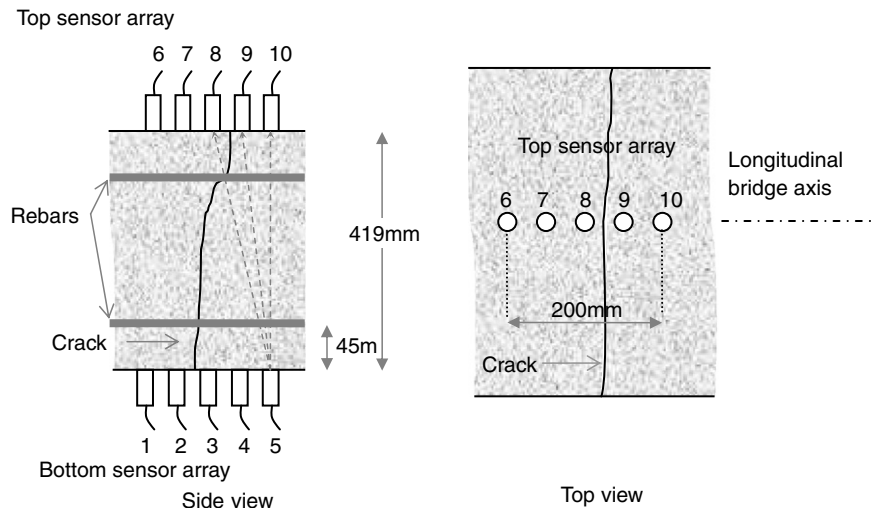 Top sensor array
6 7 8 9 10
Rebars
419mm
Crack
45m
1 2 3 4 5
Bottom sensor array
Side view
Top sensor array
6 7 8 9 10
Longitudinal
bridge axis
200mm
Crack
Top view